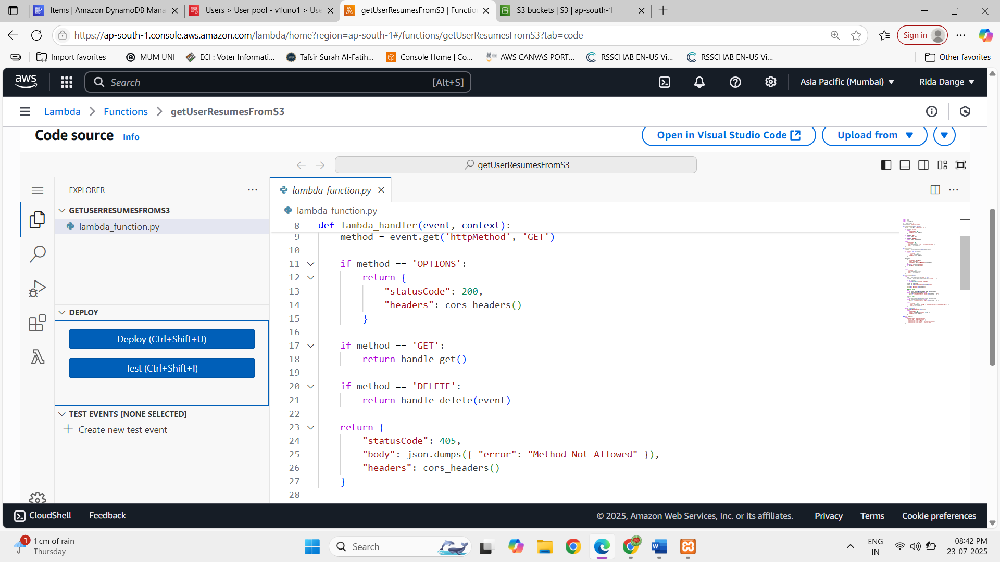 Items | Amazon DynamoDB Mana
Users > User pool - v1uno1 > Use
getUserResumesFromS3 | Functio
S3 buckets | S3 | ap-south-1
https://ap-south-1.console.aws.amazon.com/lambda/home?region=ap-south-1#/functions/getUserResumesFromS3?tab=code
Sign in
Import favorites
MUM UNI
ECI : Voter Informati...
Tafsir Surah Al-Fatih...
Console Home | Co...
AWS CANVAS PORT...
RSSCHAB EN-US Vi...
RSSCHAB EN-US Vi...
Other favorites
aws
Search
[Alt+S]
Asia Pacific (Mumbai)
Rida Dange
Lambda
Functions
getUserResumesFromS3
Code source
Info
Open in Visual Studio Code
Upload from
getUserResumesFromS3
EXPLORER
GETUSERRESUMESFROMS3
lambda_function.py
DEPLOY
Deploy (Ctrl+Shift+U)
Test (Ctrl+Shift+I)
TEST EVENTS [NONE SELECTED]
Create new test event
lambda_function.py
lambda_function.py
8 def lambda_handler(event, context):
9 method = event.get('httpMethod', 'GET')
10
11 if method == 'OPTIONS':
12 return {
13 "statusCode": 200,
14 "headers": cors_headers()
15 }
16
17 if method == 'GET':
18 return handle_get()
19
20 if method == 'DELETE':
21 return handle_delete(event)
22
23 return {
24 "statusCode": 405,
25 "body": json.dumps({ "error": "Method Not Allowed" }),
26 "headers": cors_headers()
27 }
28
CloudShell
Feedback
© 2025, Amazon Web Services, Inc. or its affiliates.
Privacy
Terms
Cookie preferences
1
1 cm of rain
Thursday
Search
ENG
IN
08:42 PM
23-07-2025